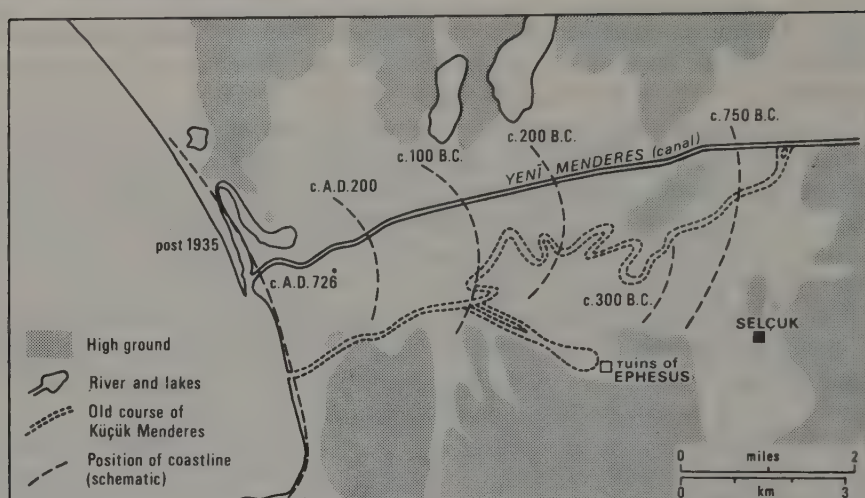 c.750 B.C.
c.200 B.C.
c.100 B.C.
YENİ MENDERES (canal)
c.A.D.200
post 1935
c.A.D.726
c.300 B.C.
SELÇUK
ruins of
EPHESUS
High ground
River and lakes
Old course of
Küçük Menderes
Position of coastline
(schematic)
0 miles 2
0 km 3